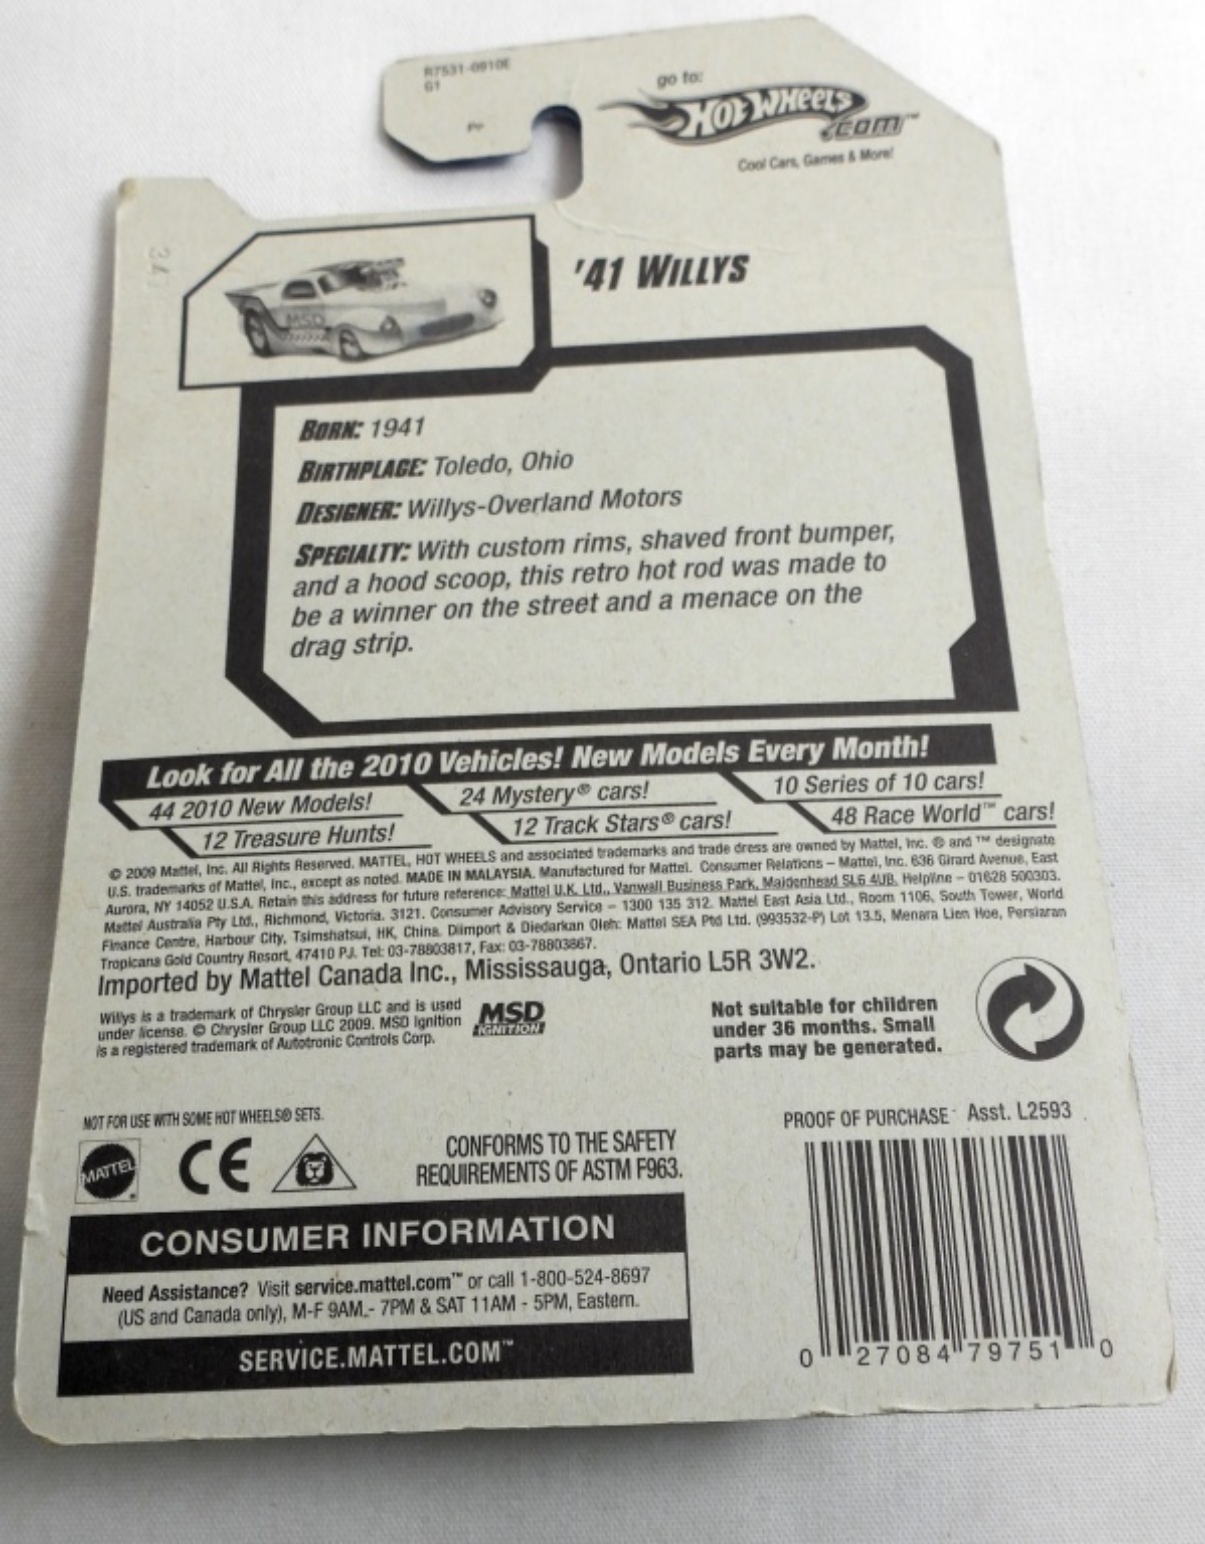 R7531-0910E
G1
go to:
HOT WHEELS
.COM™
Cool Cars, Games & More!
'41 WILLYS
MSD
BORN: 1941
BIRTHPLACE: Toledo, Ohio
DESIGNER: Willys-Overland Motors
SPECIALTY: With custom rims, shaved front bumper,
and a hood scoop, this retro hot rod was made to
be a winner on the street and a menace on the
drag strip.
Look for All the 2010 Vehicles! New Models Every Month!
44 2010 New Models!
24 Mystery® cars!
10 Series of 10 cars!
12 Treasure Hunts!
12 Track Stars® cars!
48 Race World™ cars!
© 2009 Mattel, Inc. All Rights Reserved. MATTEL, HOT WHEELS and associated trademarks and trade dress are owned by Mattel, Inc. ® and ™ designate
U.S. trademarks of Mattel, Inc., except as noted. MADE IN MALAYSIA. Manufactured for Mattel. Consumer Relations – Mattel, Inc. 636 Girard Avenue, East
Aurora, NY 14052 U.S.A. Retain this address for future reference: Mattel U.K. Ltd., Vanwall Business Park, Maidenhead SL6 4UB. Helpline – 01628 500303.
Mattel Australia Pty Ltd., Richmond, Victoria. 3121. Consumer Advisory Service – 1300 135 312. Mattel East Asia Ltd., Room 1106, South Tower, World
Finance Centre, Harbour City, Tsimshatsui, HK, China. Diimport & Diedarkan Oleh: Mattel SEA Ptd Ltd. (993532-P) Lot 13.5, Menara Lien Hoe, Persiaran
Tropicana Gold Country Resort, 47410 PJ. Tel: 03-78803817, Fax: 03-78803867.
Imported by Mattel Canada Inc., Mississauga, Ontario L5R 3W2.
Willys is a trademark of Chrysler Group LLC and is used
under license. © Chrysler Group LLC 2009. MSD Ignition
is a registered trademark of Autotronic Controls Corp.
MSD
IGNITION
Not suitable for children
under 36 months. Small
parts may be generated.
NOT FOR USE WITH SOME HOT WHEELS® SETS.
MATTEL
CE
CONFORMS TO THE SAFETY
REQUIREMENTS OF ASTM F963.
PROOF OF PURCHASE Asst. L2593
CONSUMER INFORMATION
Need Assistance? Visit service.mattel.com™ or call 1-800-524-8697
(US and Canada only), M-F 9AM - 7PM & SAT 11AM - 5PM, Eastern.
SERVICE.MATTEL.COM™
0 27084 79751 0